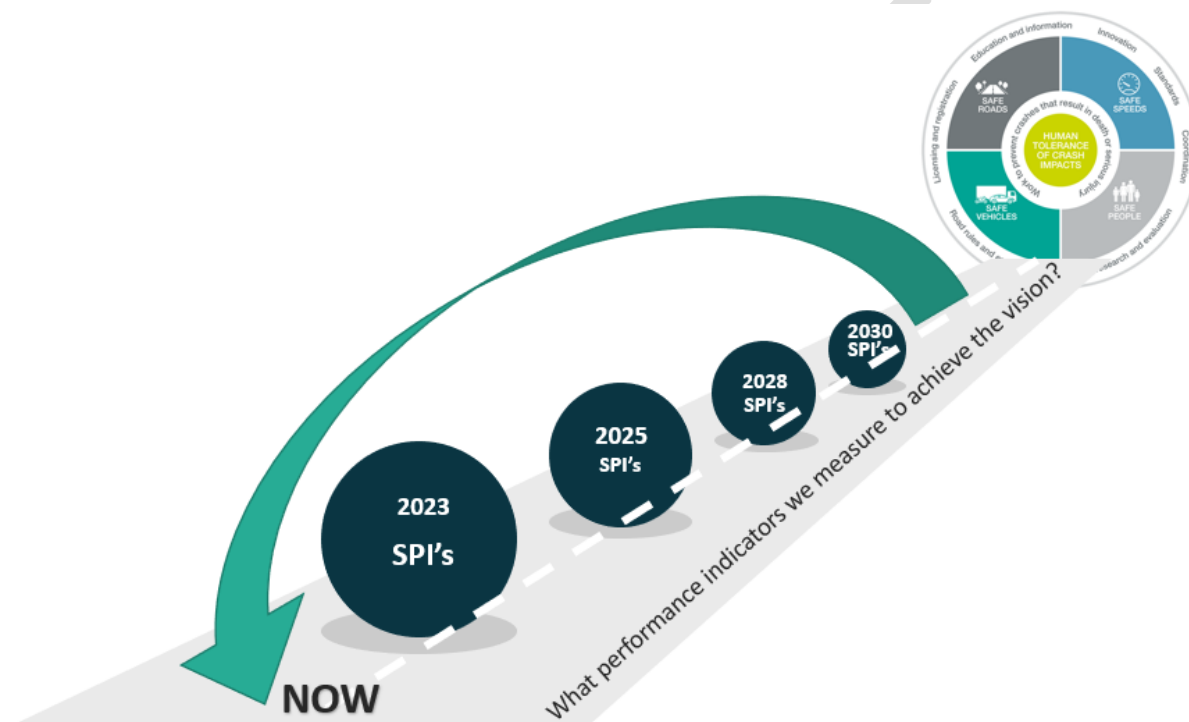 Education and information
Innovation
Standards
Coordination
Licensing and registration
Road rules and
search and evaluation
SAFE
ROADS
SAFE
SPEEDS
SAFE
VEHICLES
SAFE
PEOPLE
Work to prevent crashes that result in death or serious injury
HUMAN
TOLERANCE
OF CRASH
IMPACTS
2030
SPI's
2028
SPI's
2025
SPI's
2023
SPI's
What performance indicators we measure to achieve the vision?
NOW